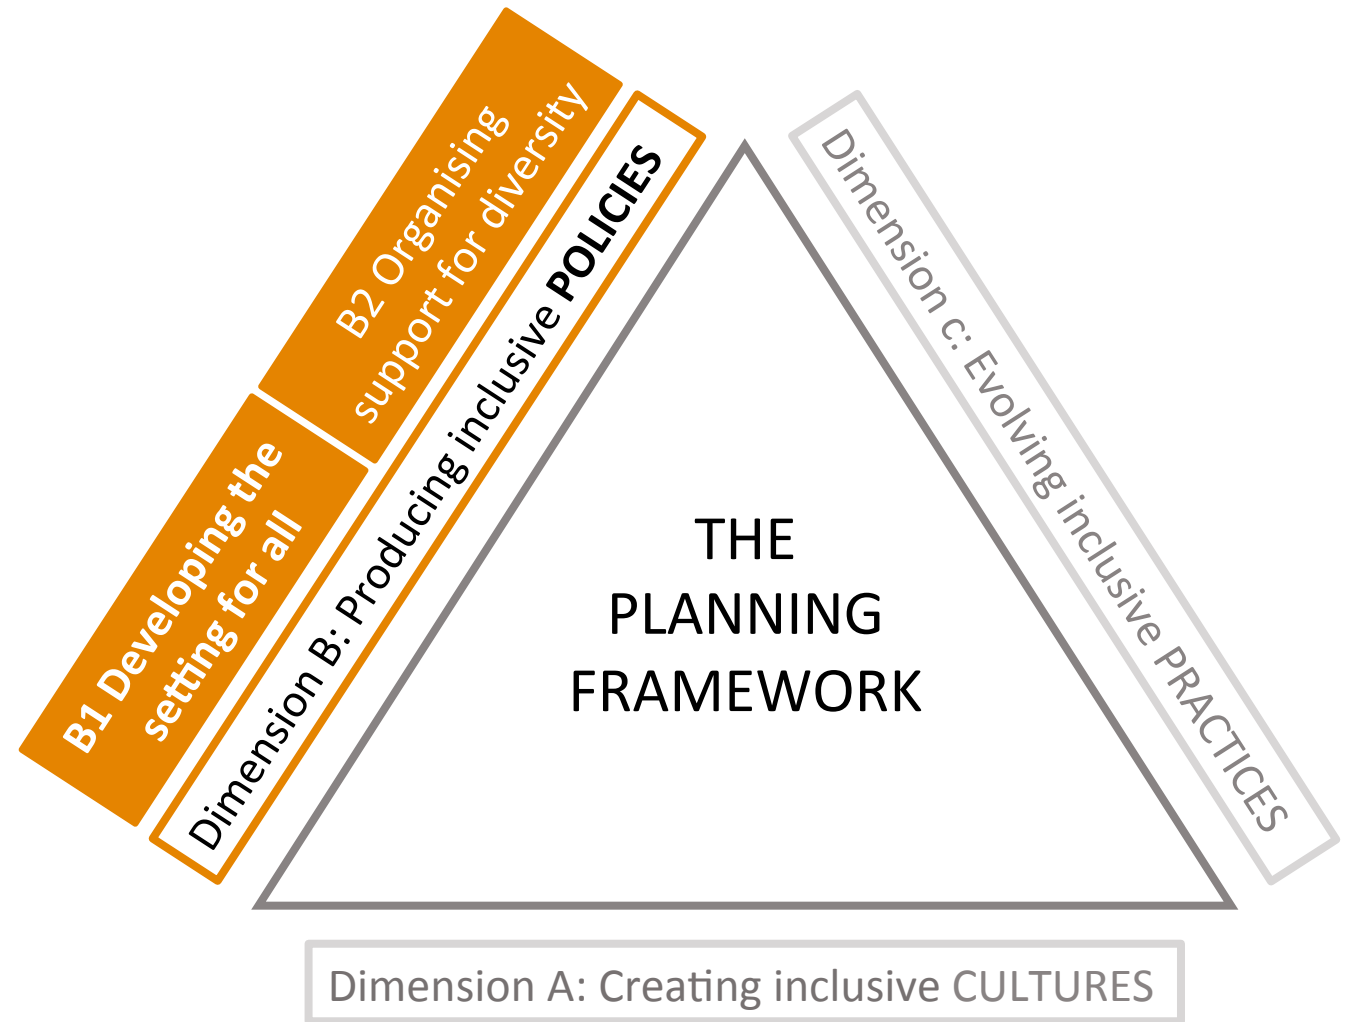 B2 Organising
support for diversity
B1 Developing the
setting for all
Dimension B: Producing inclusive POLICIES
Dimension c: Evolving inclusive PRACTICES
THE
PLANNING
FRAMEWORK
Dimension A: Creating inclusive CULTURES